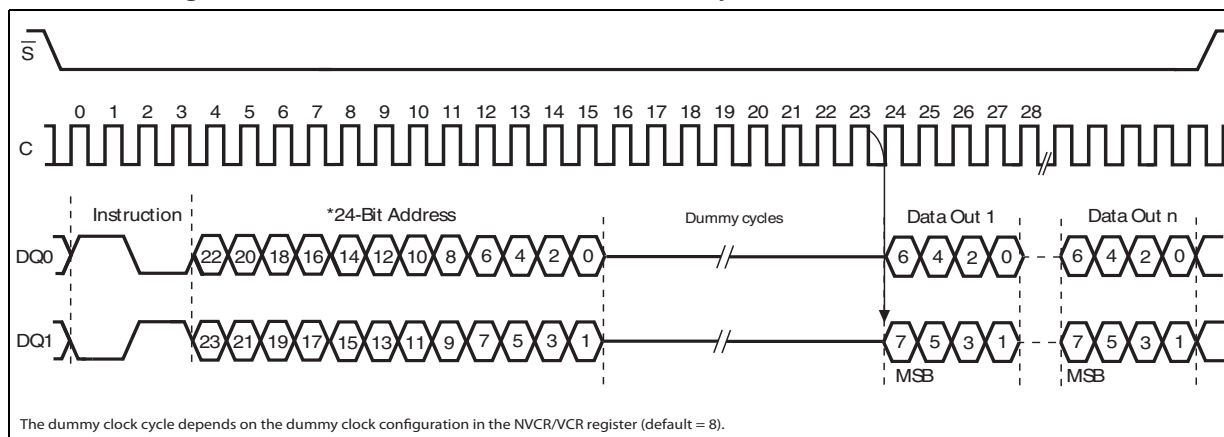 S
0 1 2 3 4 5 6 7 8 9 10 11 12 13 14 15 16 17 18 19 20 21 22 23 24 25 26 27 28
C
Instruction *24-Bit Address Dummy cycles Data Out 1 Data Out n
DQ0 22 20 18 16 14 12 10 8 6 4 2 0 6 4 2 0 6 4 2 0
DQ1 23 21 19 17 15 13 11 9 7 5 3 1 7 5 3 1 7 5 3 1
MSB MSB
The dummy clock cycle depends on the dummy clock configuration in the NVCR/VCR register (default = 8).